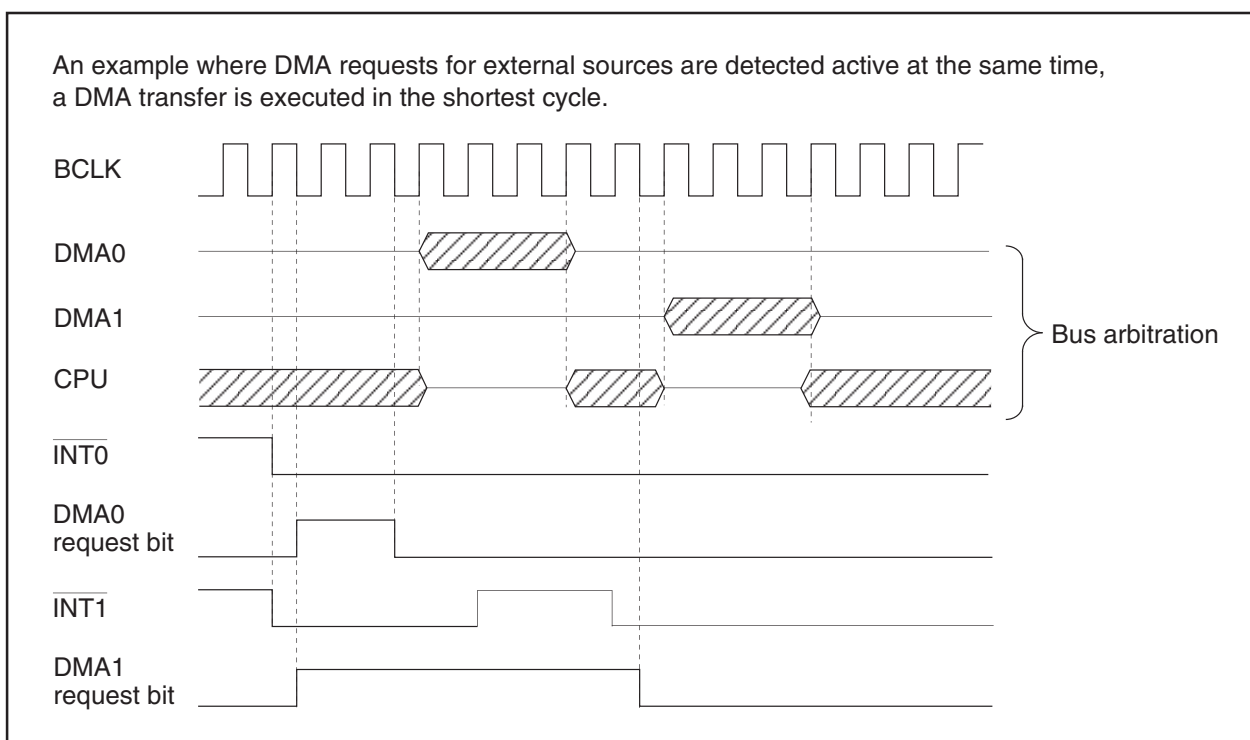 An example where DMA requests for external sources are detected active at the same time,
a DMA transfer is executed in the shortest cycle.
BCLK
DMA0
DMA1
Bus arbitration
CPU
INT0
DMA0
request bit
INT1
DMA1
request bit